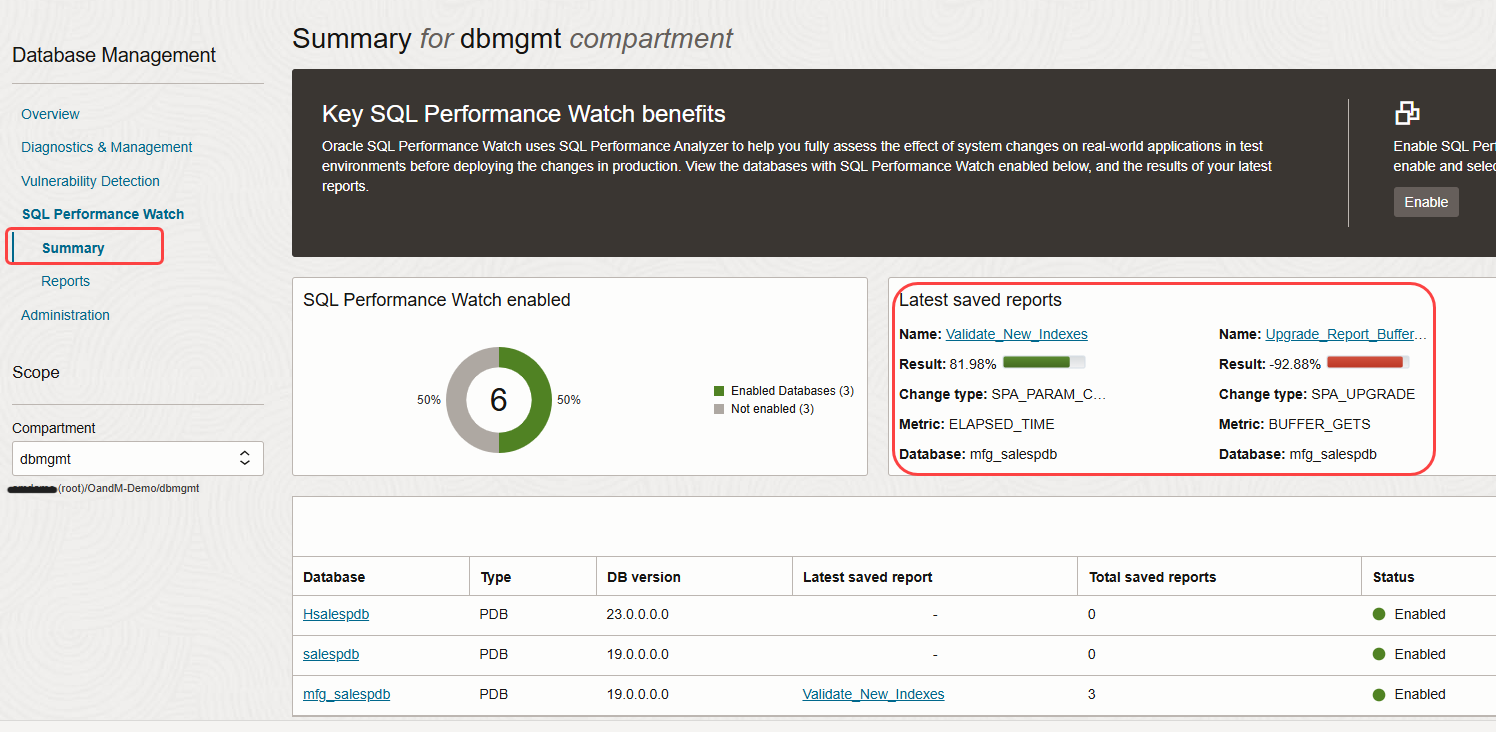 Database Management
Overview
Diagnostics & Management
Vulnerability Detection
SQL Performance Watch
Summary
Reports
Administration
Scope
Compartment
dbmgmt
(root)/OandM-Demo/dbmgmt
Summary for dbmgmt compartment
Key SQL Performance Watch benefits
Oracle SQL Performance Watch uses SQL Performance Analyzer to help you fully assess the effect of system changes on real-world applications in test
environments before deploying the changes in production. View the databases with SQL Performance Watch enabled below, and the results of your latest
reports.
Enable SQL Per
enable and selec
Enable
SQL Performance Watch enabled
50%
6
50%
Enabled Databases (3)
Not enabled (3)
Latest saved reports
Name: Validate_New_Indexes
Result: 81.98%
Change type: SPA_PARAM_C...
Metric: ELAPSED_TIME
Database: mfg_salespdb
Name: Upgrade_Report_Buffer...
Result: -92.88%
Change type: SPA_UPGRADE
Metric: BUFFER_GETS
Database: mfg_salespdb
Database Type DB version Latest saved report Total saved reports Status
Hsalespdb PDB 23.0.0.0.0 - 0 Enabled
salespdb PDB 19.0.0.0.0 - 0 Enabled
mfg_salespdb PDB 19.0.0.0.0 Validate_New_Indexes 3 Enabled